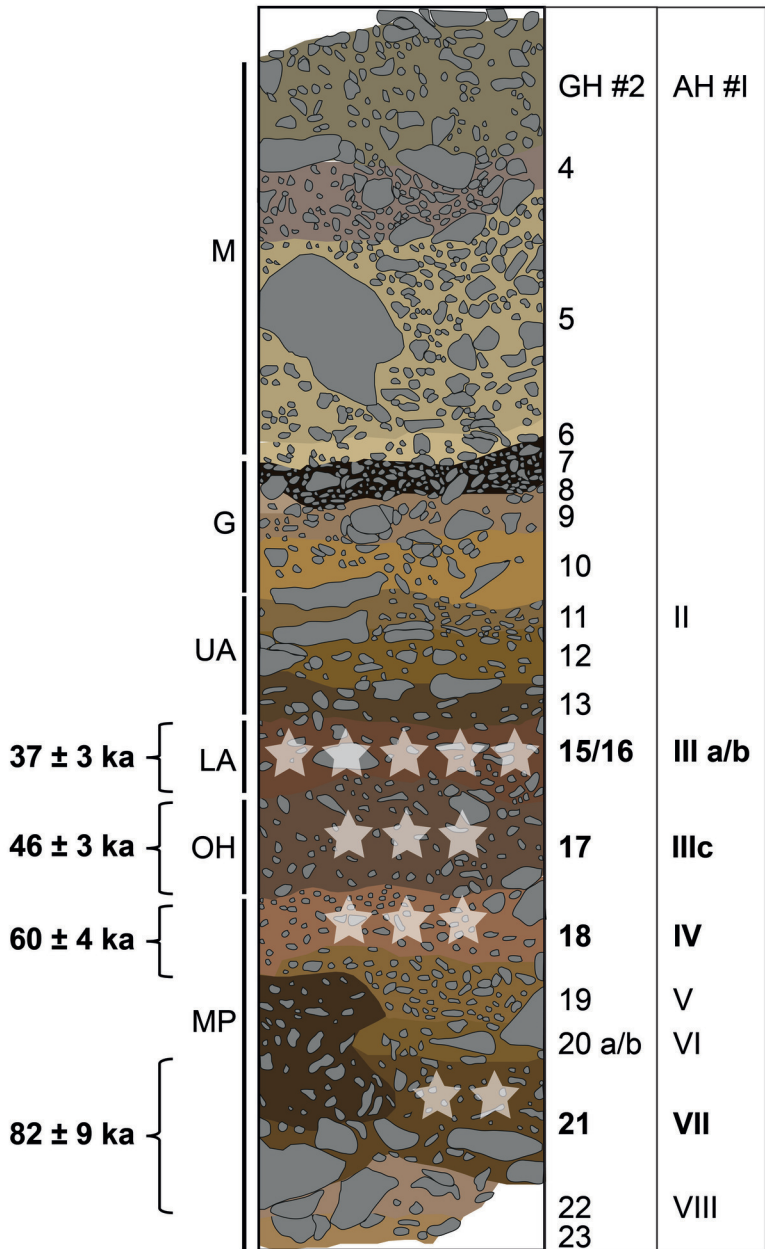 GH #2 AH #I
4
M
5
6
7
8
9
G
10
11 II
UA
12
13
37 ± 3 ka LA 15/16 III a/b
46 ± 3 ka OH 17 IIIc
60 ± 4 ka 18 IV
19 V
MP
20 a/b VI
82 ± 9 ka 21 VII
22 VIII
23